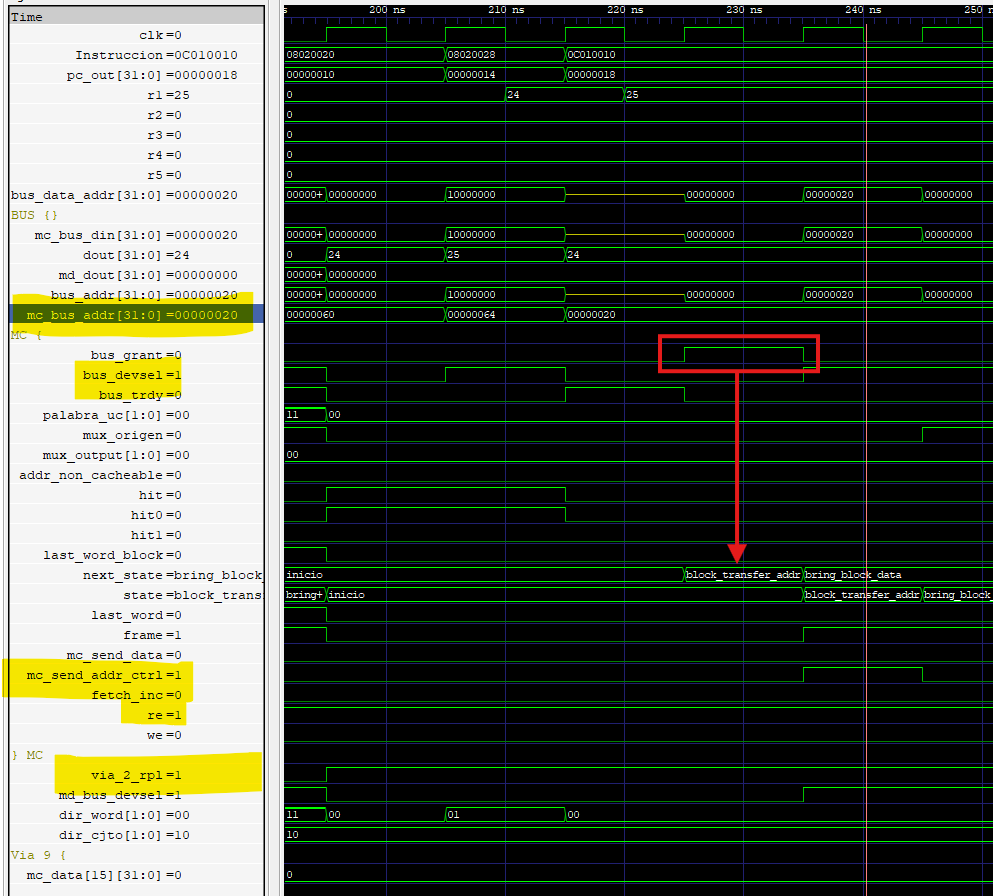 Time
200 ns 210 ns 220 ns 230 ns 240 ns 250 n
clk=0
Instruccion=0C010010 08020020 08020028 0C010010
pc_out[31:0]=00000018 00000010 00000014 00000018
r1=25 0 24 25
r2=0 0
r3=0 0
r4=0 0
r5=0 0
bus_data_addr[31:0]=00000020 00000+ 00000000 10000000 00000000 00000020 00000000
BUS {}
mc_bus_din[31:0]=00000020 00000+ 00000000 10000000 00000000 00000020 00000000
dout[31:0]=24 0 24 25 24
md_dout[31:0]=00000000 00000+ 00000000
bus_addr[31:0]=00000020 00000+ 00000000 10000000 00000000 00000020 00000000
mc_bus_addr[31:0]=00000020 00000060 00000064 00000020
MC {
bus_grant=0
bus_devsel=1
bus_trdy=0
palabra_uc[1:0]=00 11 00
mux_origen=0
mux_output[1:0]=00 00
addr_non_cacheable=0
hit=0
hit0=0
hit1=0
last_word_block=0
next_state=bring_block_ inicio block_transfer_addr bring_block_data
state=block_trans bring+ inicio block_transfer_addr bring_block_
last_word=0
frame=1
mc_send_data=0
mc_send_addr_ctrl=1
fetch_inc=0
re=1
we=0
} MC
via_2_rpl=1
md_bus_devsel=1
dir_word[1:0]=00 11 00 01 00
dir_cjto[1:0]=10 10
Via 9 {
mc_data[15][31:0]=0 0